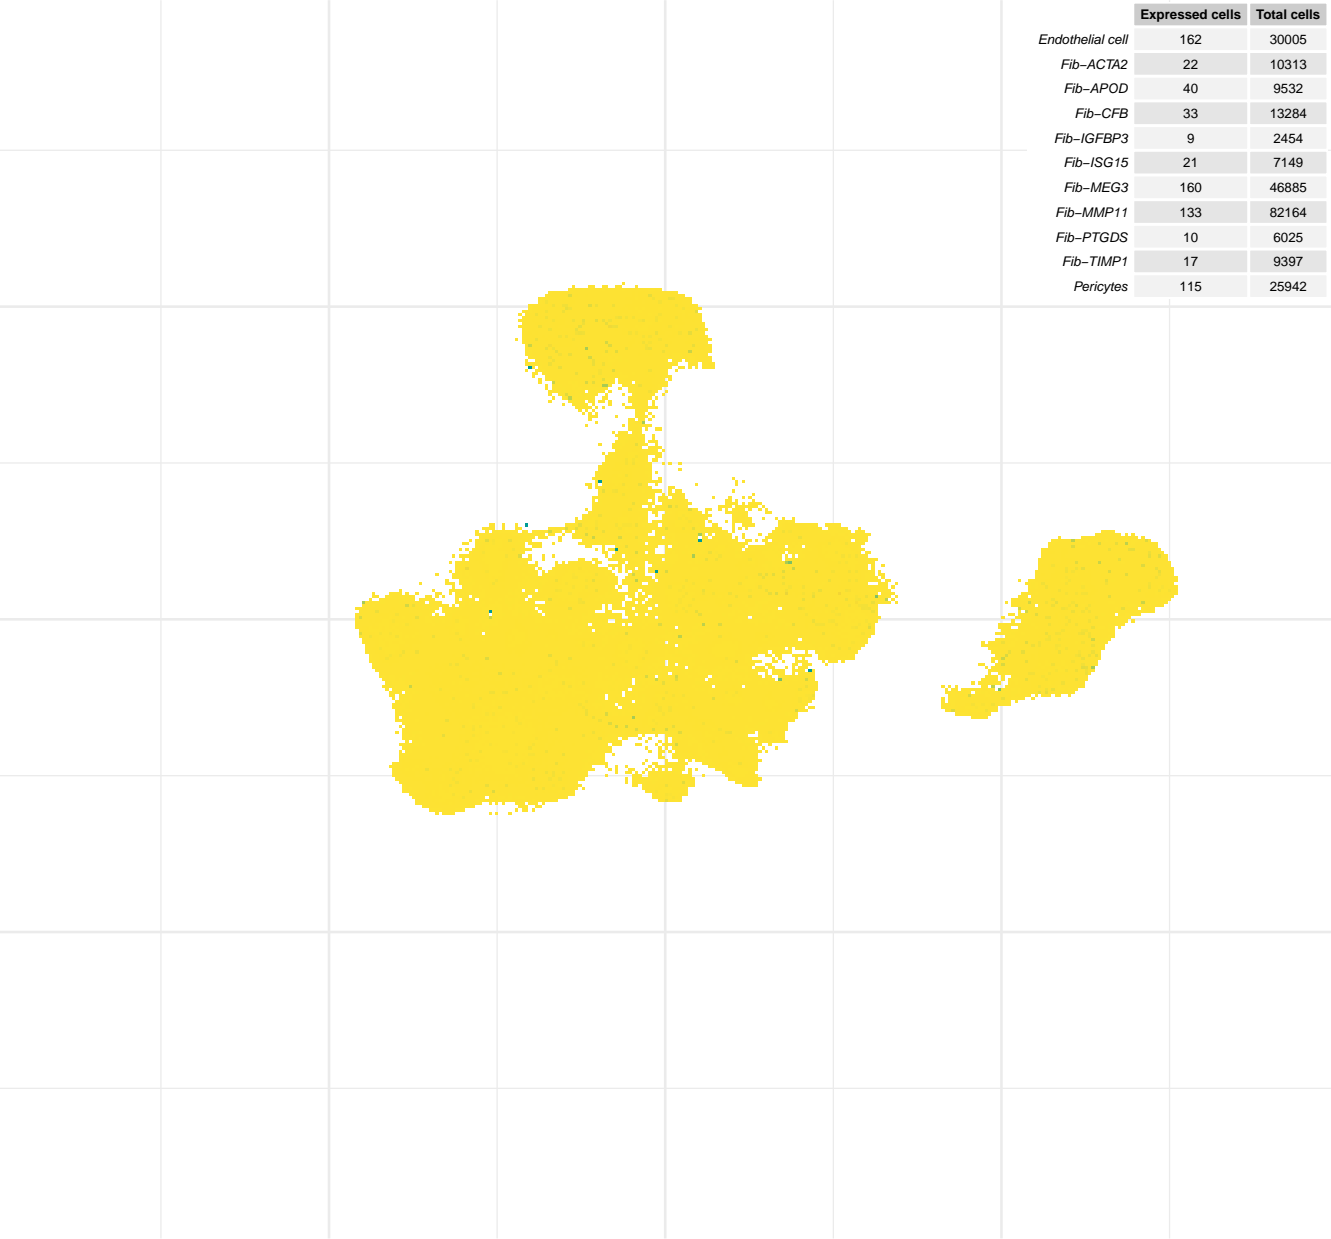 Expressed cells Total cells
Endothelial cell 162 30005
Fib−ACTA2 22 10313
Fib−APOD 40 9532
Fib−CFB 33 13284
Fib−IGFBP3 9 2454
Fib−ISG15 21 7149
Fib−MEG3 160 46885
Fib−MMP11 133 82164
Fib−PTGDS 10 6025
Fib−TIMP1 17 9397
Pericytes 115 25942